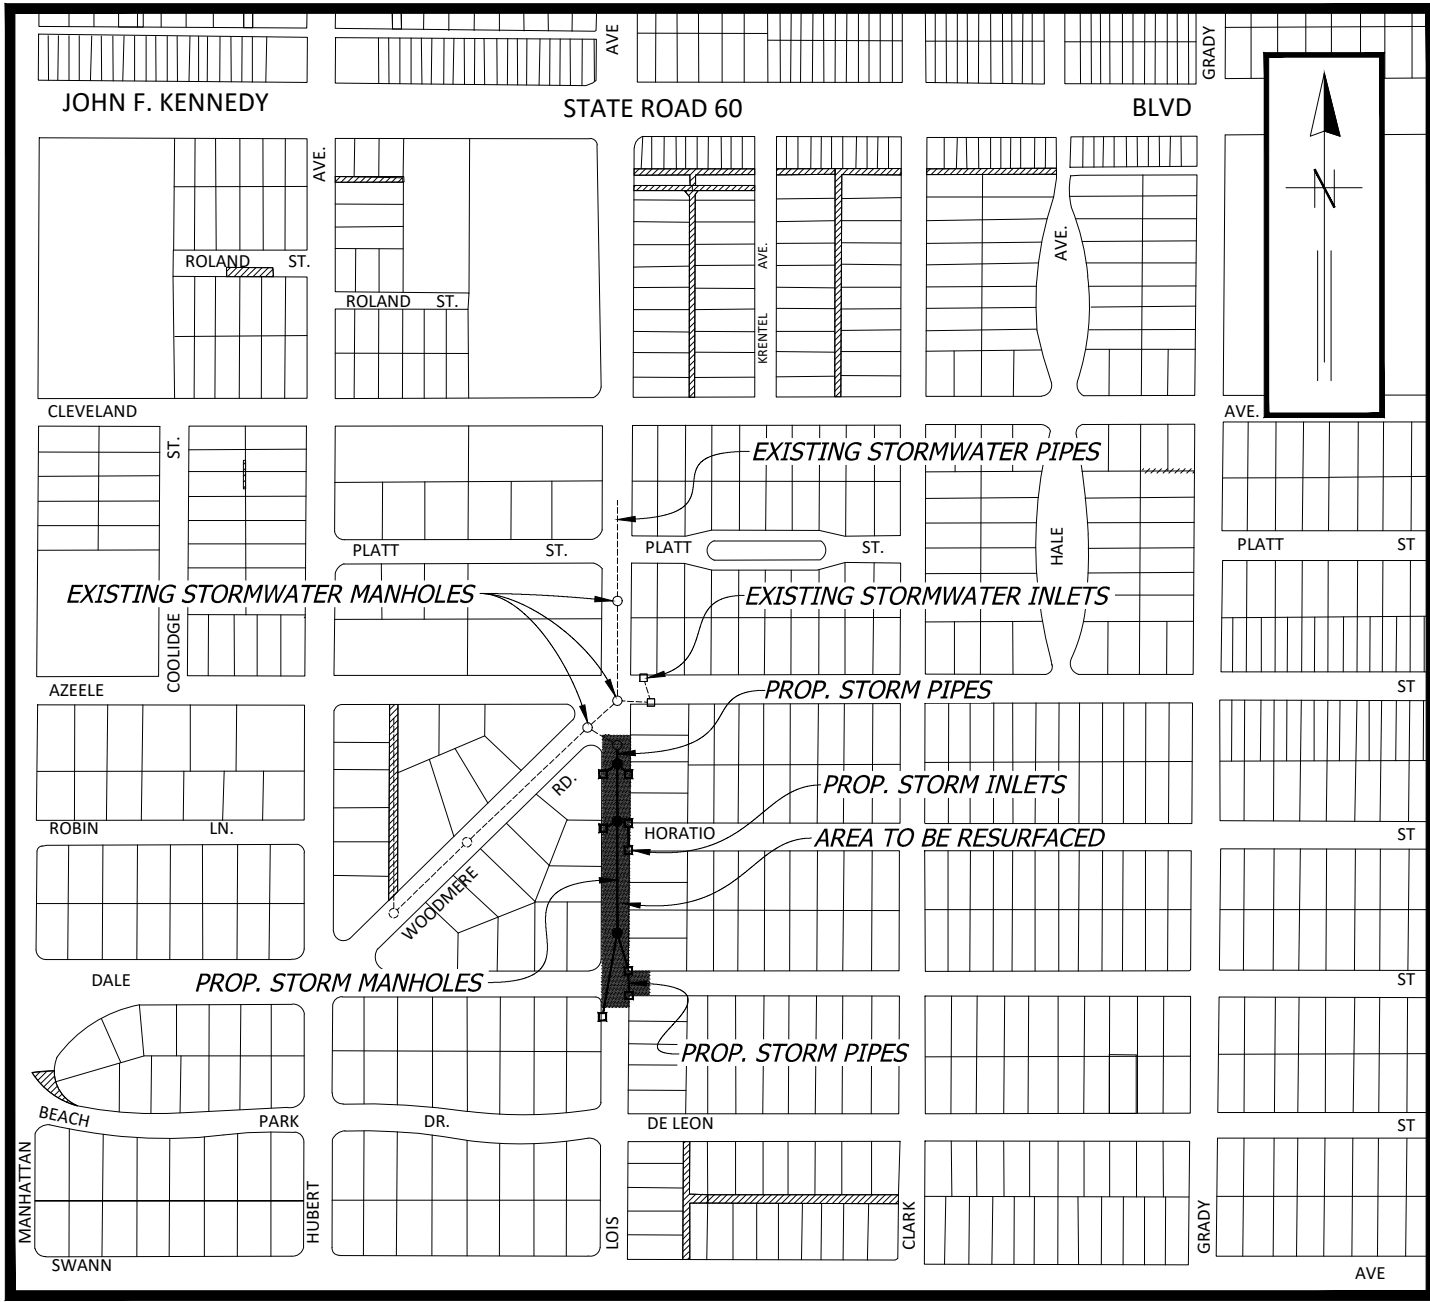 AVE
GRADY
JOHN F. KENNEDY
STATE ROAD 60
BLVD
AVE.
N
AVE.
AVE.
ROLAND ST.
ROLAND ST.
KRENTEL
CLEVELAND
AVE.
ST.
EXISTING STORMWATER PIPES
PLATT ST.
PLATT ST.
HALE
PLATT ST
EXISTING STORMWATER MANHOLES
EXISTING STORMWATER INLETS
COOLIDGE
AZEELE
PROP. STORM PIPES
ST
RD.
PROP. STORM INLETS
ROBIN LN.
HORATIO
AREA TO BE RESURFACED
ST
WOODMERE
DALE
PROP. STORM MANHOLES
ST
PROP. STORM PIPES
BEACH
PARK
DR.
DE LEON
ST
MANHATTAN
HUBERT
LOIS
CLARK
GRADY
SWANN
AVE